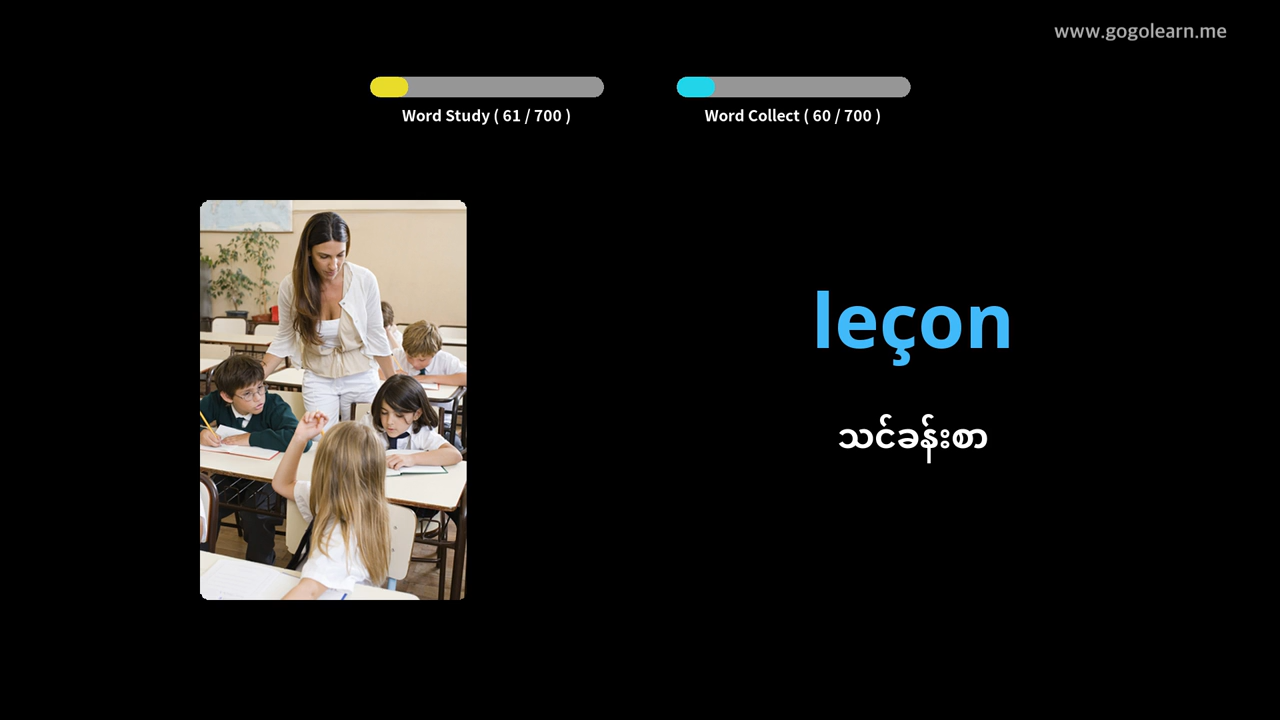 www.gogolearn.me
Word Study ( 61 / 700 )
Word Collect ( 60 / 700 )
leçon
သင်ခန်းစာ